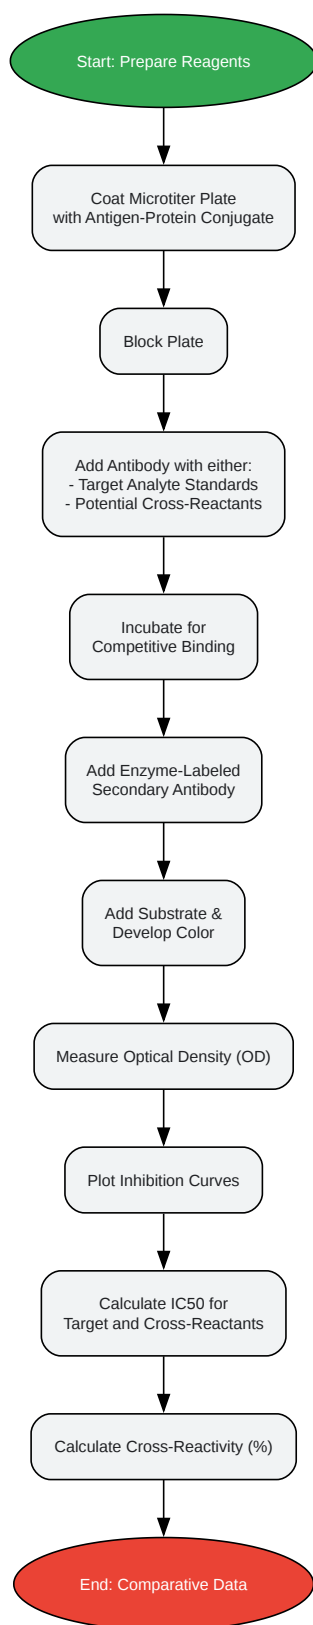 Start: Prepare Reagents
Coat Microtiter Plate
with Antigen-Protein Conjugate
Block Plate
Add Antibody with either:
- Target Analyte Standards
- Potential Cross-Reactants
Incubate for
Competitive Binding
Add Enzyme-Labeled
Secondary Antibody
Add Substrate &
Develop Color
Measure Optical Density (OD)
Plot Inhibition Curves
Calculate IC50 for
Target and Cross-Reactants
Calculate Cross-Reactivity (%)
End: Comparative Data